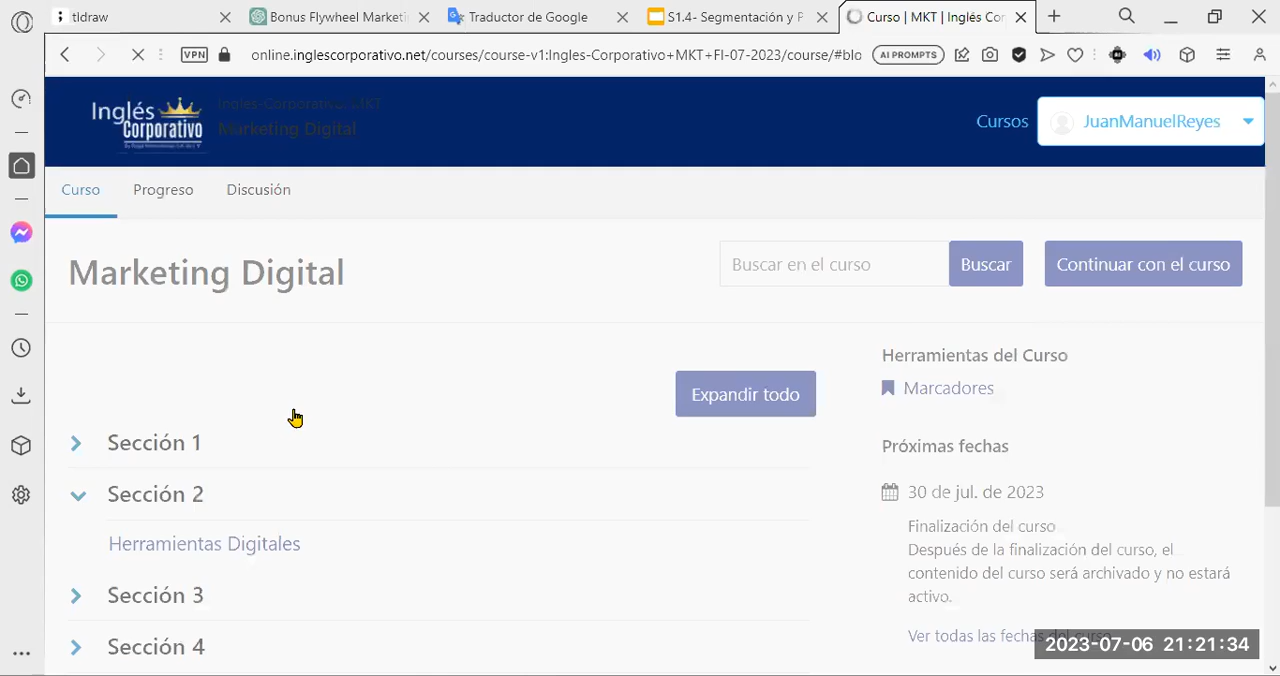 tldraw
Bonus Flywheel Marketi
Traductor de Google
S1.4- Segmentación y P
Curso | MKT | Inglés Cor
VPN
online.inglescorporativo.net/courses/course-v1:Ingles-Corporativo+MKT+FI-07-2023/course/#blo
AI PROMPTS
Inglés
Corporativo
Ingles-Corporativo: MKT
Marketing Digital
Cursos
JuanManuelReyes
Curso
Progreso
Discusión
Marketing Digital
Buscar en el curso
Buscar
Continuar con el curso
Expandir todo
Sección 1
Sección 2
Herramientas Digitales
Sección 3
Sección 4
Herramientas del Curso
Marcadores
Próximas fechas
30 de jul. de 2023
Finalización del curso
Después de la finalización del curso, el
contenido del curso será archivado y no estará
activo.
Ver todas las fechas del curso
2023-07-06 21:21:34